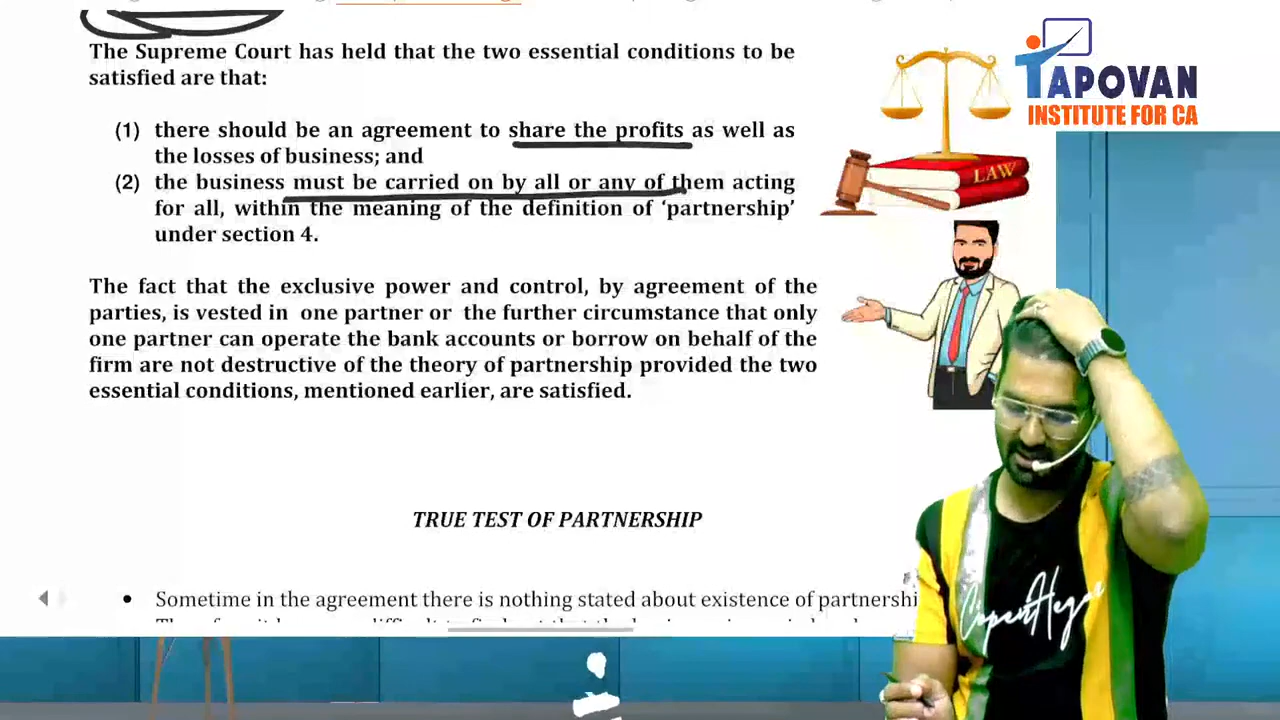 The Supreme Court has held that the two essential conditions to be
satisfied are that:
(1) there should be an agreement to share the profits as well as
the losses of business; and
(2) the business must be carried on by all or any of them acting
for all, within the meaning of the definition of ‘partnership’
under section 4.
The fact that the exclusive power and control, by agreement of the
parties, is vested in one partner or the further circumstance that only
one partner can operate the bank accounts or borrow on behalf of the
firm are not destructive of the theory of partnership provided the two
essential conditions, mentioned earlier, are satisfied.
TRUE TEST OF PARTNERSHIP
• Sometime in the agreement there is nothing stated about existence of partnershi
TAPOVAN
INSTITUTE FOR CA
LAW
CopenHagen